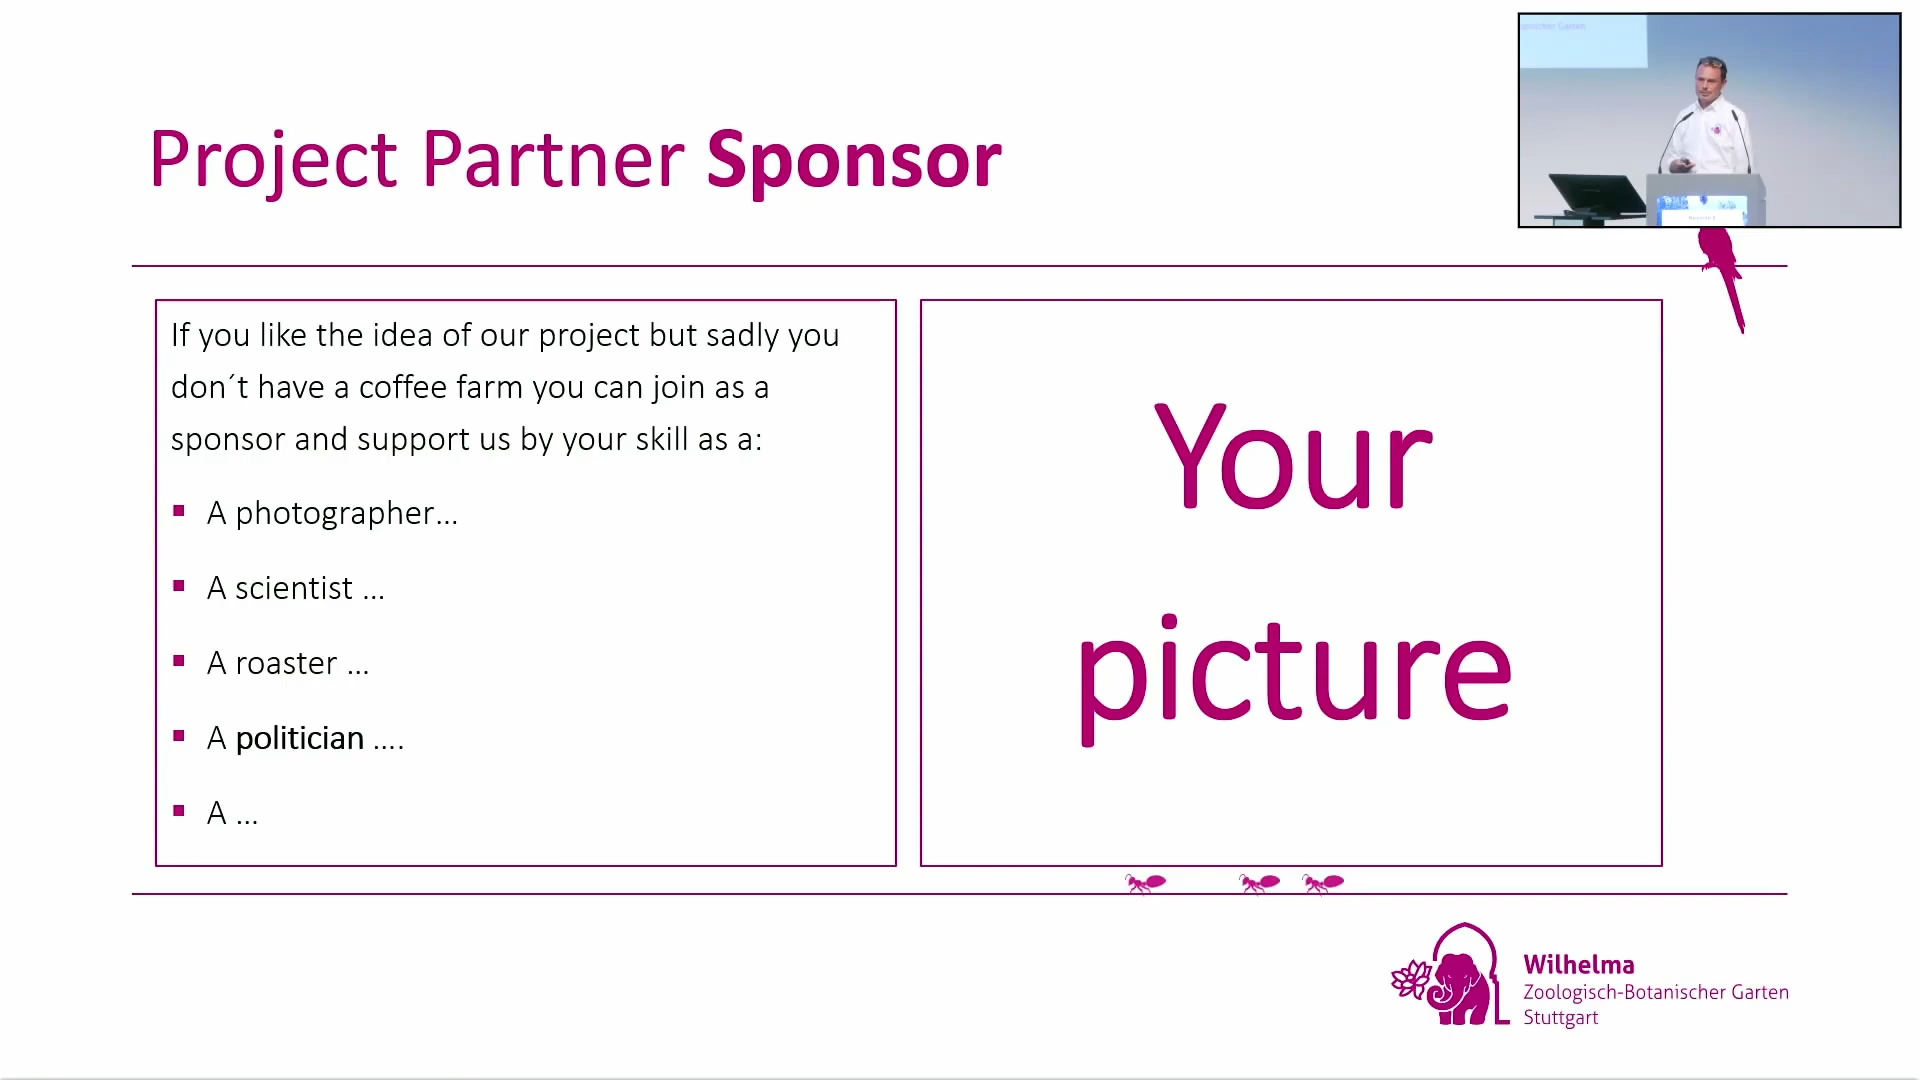 Project Partner Sponsor
If you like the idea of our project but sadly you
don´t have a coffee farm you can join as a
sponsor and support us by your skill as a:
▪ A photographer...
▪ A scientist ...
▪ A roaster ...
▪ A politician ....
▪ A ...
Your
picture
Wilhelma
Zoologisch-Botanischer Garten
Stuttgart